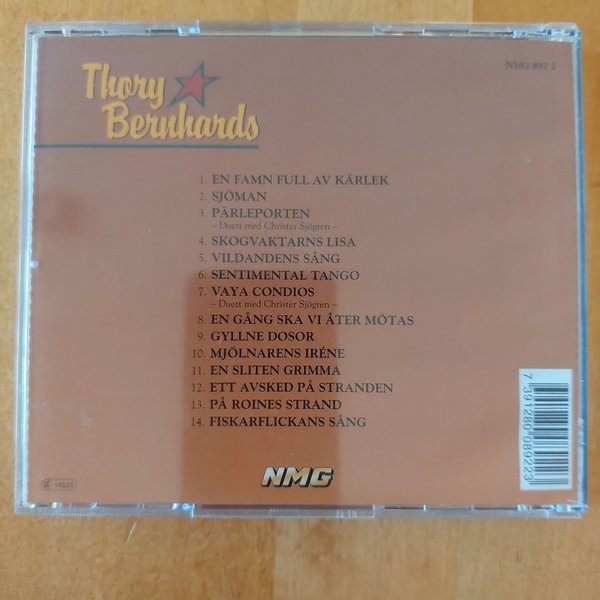 Thory
Bernhards
NMG 892 2
1. EN FAMN FULL AV KÄRLEK
2. SJÖMAN
3. PÄRLEPORTEN
– Duett med Christer Sjögren –
4. SKOGVAKTARNS LISA
5. VILDANDENS SÅNG
6. SENTIMENTAL TANGO
7. VAYA CONDIOS
– Duett med Christer Sjögren –
8. EN GÅNG SKA VI ÅTER MÖTAS
9. GYLLNE DOSOR
10. MJÖLNARENS IRÉNE
11. EN SLITEN GRIMMA
12. ETT AVSKED PÅ STRANDEN
13. PÅ ROINES STRAND
14. FISKARFLICKANS SÅNG
7 391280 089223
NMG